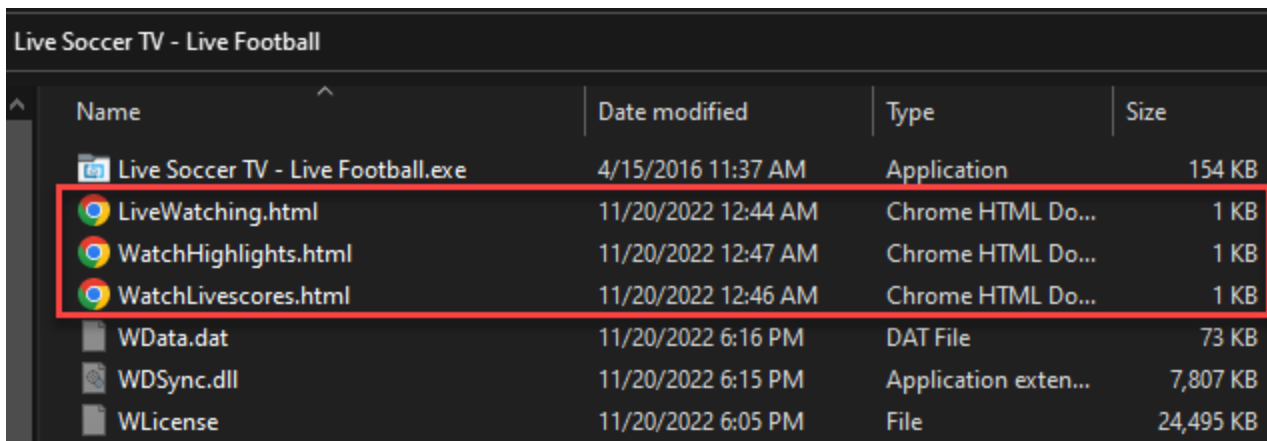 Live Soccer TV - Live Football
Name Date modified Type Size
Live Soccer TV - Live Football.exe 4/15/2016 11:37 AM Application 154 KB
LiveWatching.html 11/20/2022 12:44 AM Chrome HTML Do... 1 KB
WatchHighlights.html 11/20/2022 12:47 AM Chrome HTML Do... 1 KB
WatchLivescores.html 11/20/2022 12:46 AM Chrome HTML Do... 1 KB
WData.dat 11/20/2022 6:16 PM DAT File 73 KB
WDSync.dll 11/20/2022 6:15 PM Application exten... 7,807 KB
WLicense 11/20/2022 6:05 PM File 24,495 KB